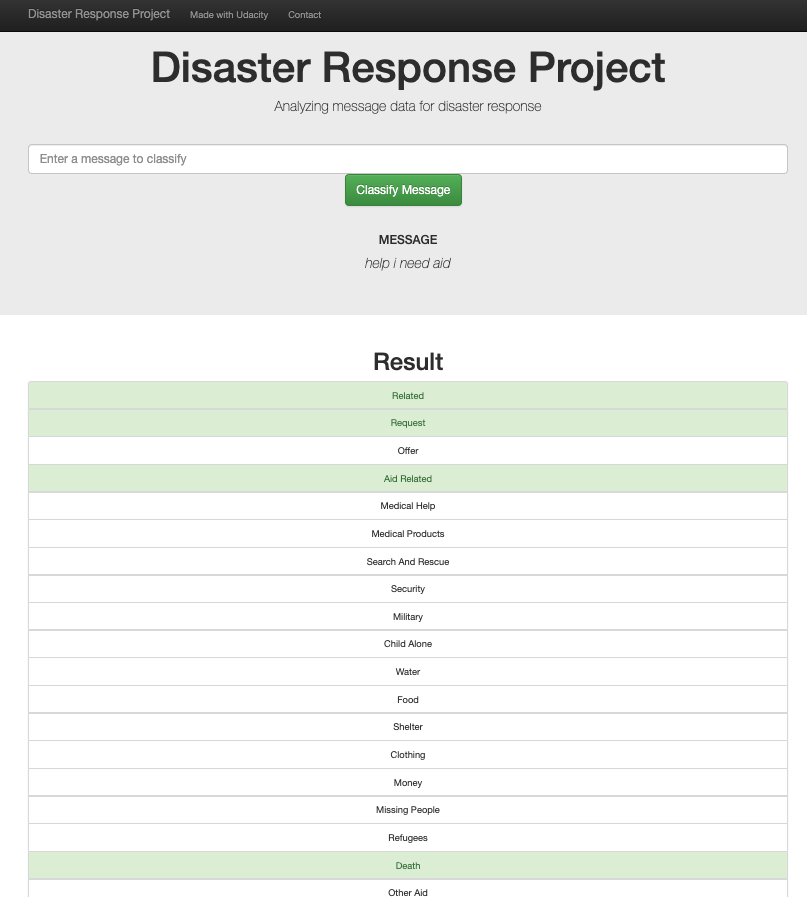 Disaster Response Project Made with Udacity Contact
Disaster Response Project
Analyzing message data for disaster response
Enter a message to classify
Classify Message
MESSAGE
help i need aid
Result
Related
Request
Offer
Aid Related
Medical Help
Medical Products
Search And Rescue
Security
Military
Child Alone
Water
Food
Shelter
Clothing
Money
Missing People
Refugees
Death
Other Aid